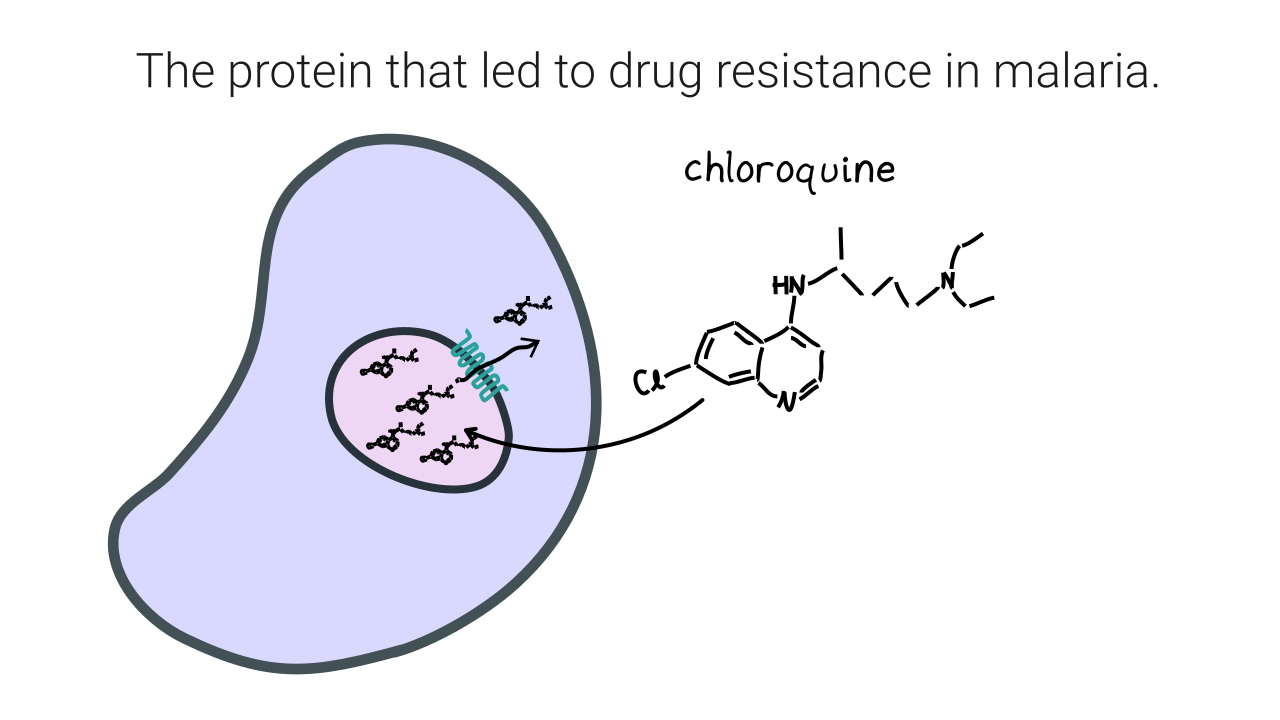 The protein that led to drug resistance in malaria.
chloroquine
HN
N
Cl
N